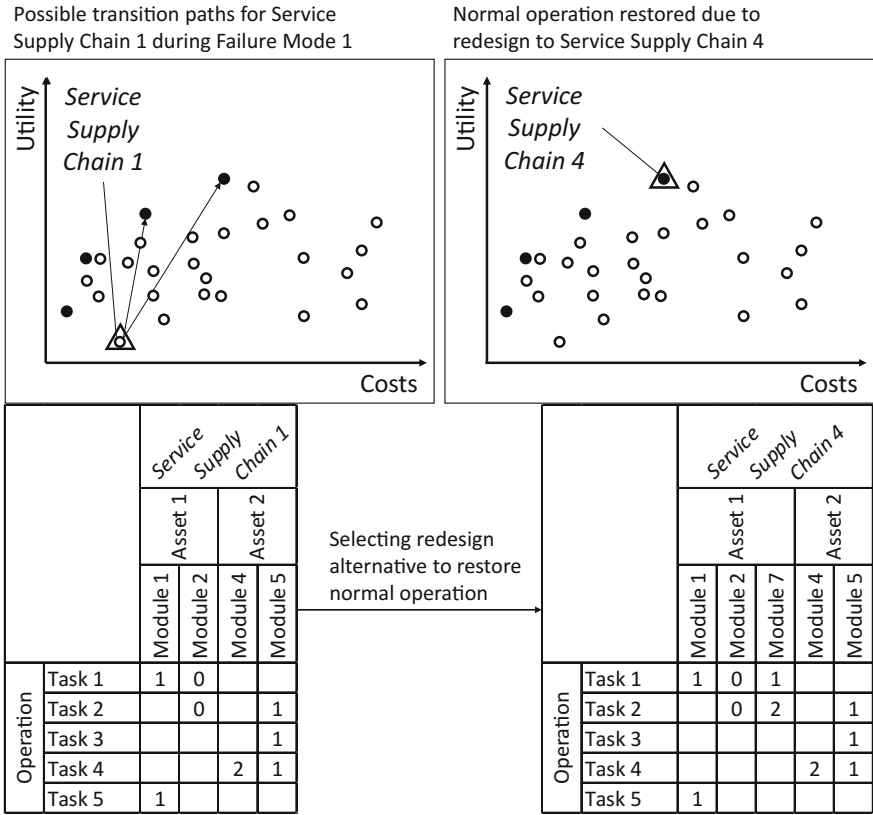 Possible transition paths for Service
Supply Chain 1 during Failure Mode 1
Normal operation restored due to
redesign to Service Supply Chain 4
Utility
Service
Supply
Chain 1
Costs
Utility
Service
Supply
Chain 4
Costs
Service
Supply
Chain 1
Asset 1
Asset 2
Module 1
Module 2
Module 4
Module 5
Operation
Task 1 1 0
Task 2 0 1
Task 3 1
Task 4 2 1
Task 5 1
Selecting redesign
alternative to restore
normal operation
Service
Supply
Chain 4
Asset 1
Asset 2
Module 1
Module 2
Module 7
Module 4
Module 5
Operation
Task 1 1 0 1
Task 2 0 2 1
Task 3 1
Task 4 2 1
Task 5 1